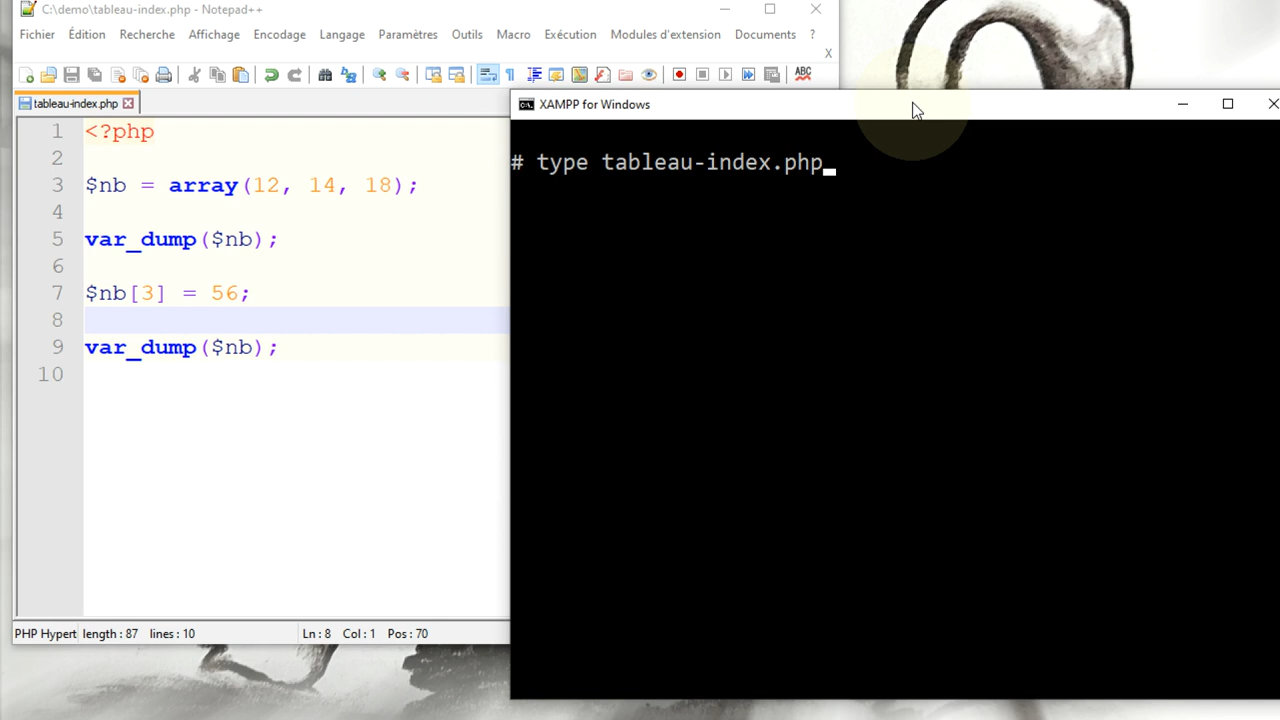 C:\demo\tableau-index.php - Notepad++
Fichier Édition Recherche Affichage Encodage Langage Paramètres Outils Macro Exécution Modules d'extension Documents ?
X
ABC
tableau-index.php
1 <?php
2
3 $nb = array(12, 14, 18);
4
5 var_dump($nb);
6
7 $nb[3] = 56;
8
9 var_dump($nb);
10
PHP Hypert length : 87 lines : 10 Ln : 8 Col : 1 Pos : 70
XAMPP for Windows
# type tableau-index.php